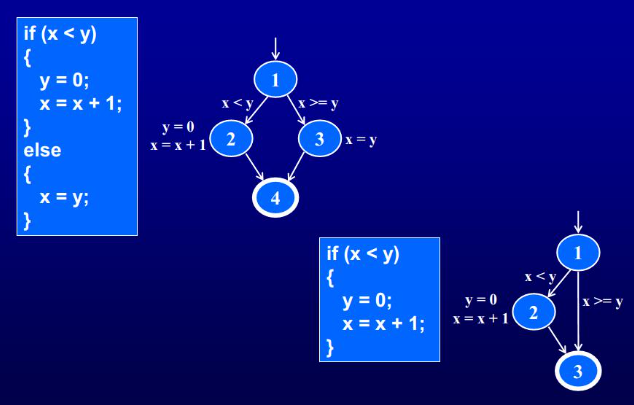 if (x < y)
{
y = 0;
x = x + 1;
}
else
{
x = y;
}
1
x < y
x >= y
y = 0
x = x + 1
2
3
x = y
4
if (x < y)
{
y = 0;
x = x + 1;
}
1
x < y
x >= y
y = 0
x = x + 1
2
3